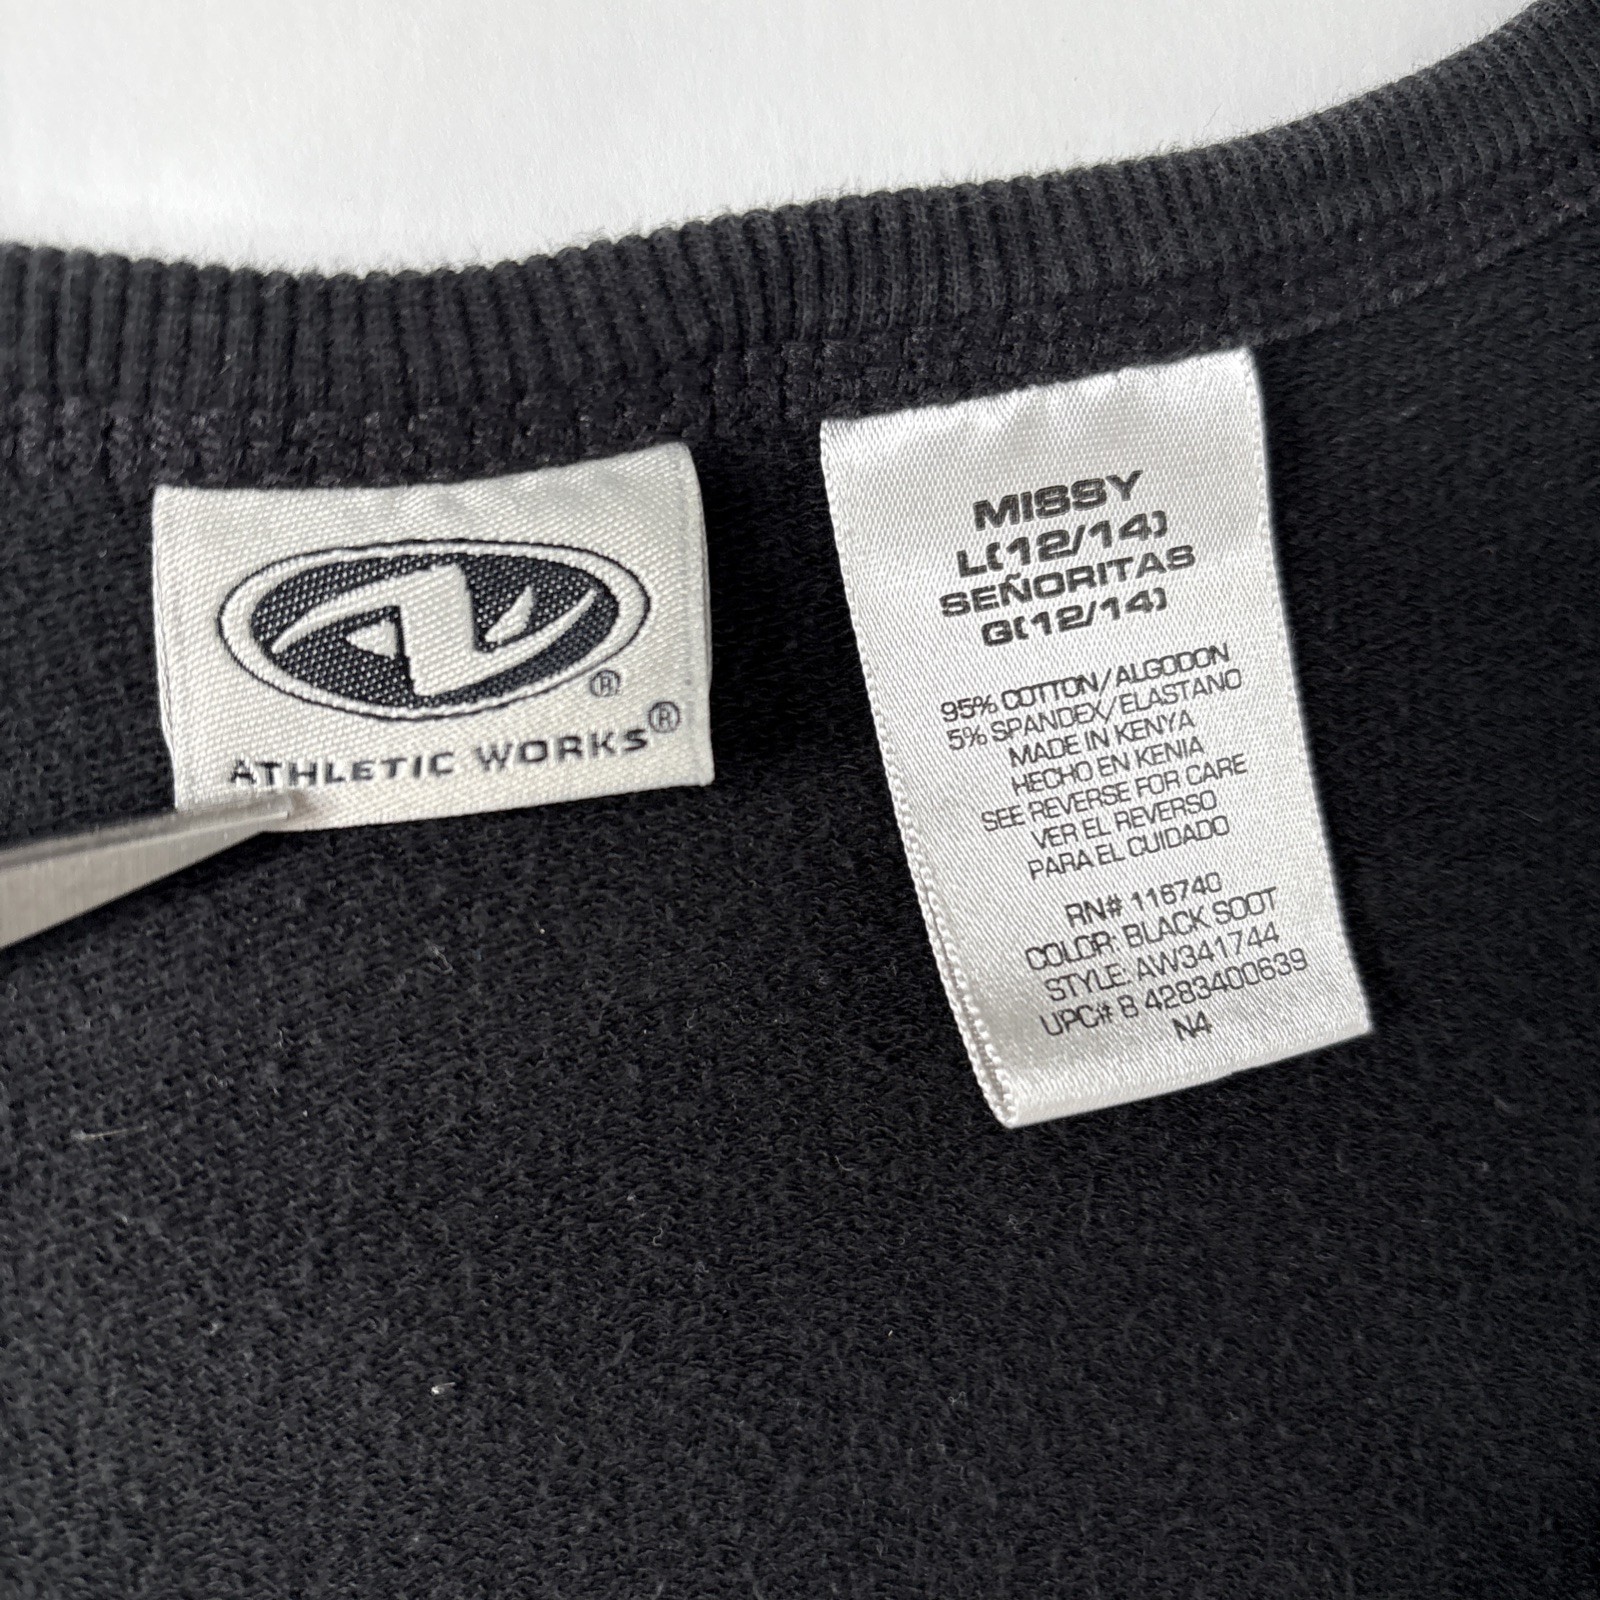 ®
ATHLETIC WORKS®
MISSY
L(12/14)
SEÑORITAS
G(12/14)
95% COTTON/ALGODON
5% SPANDEX/ELASTANO
MADE IN KENYA
HECHO EN KENIA
SEE REVERSE FOR CARE
VER EL REVERSO
PARA EL CUIDADO
RN# 116740
COLOR: BLACK SOOT
STYLE: AW341744
UPC# 8 4283400639
N4